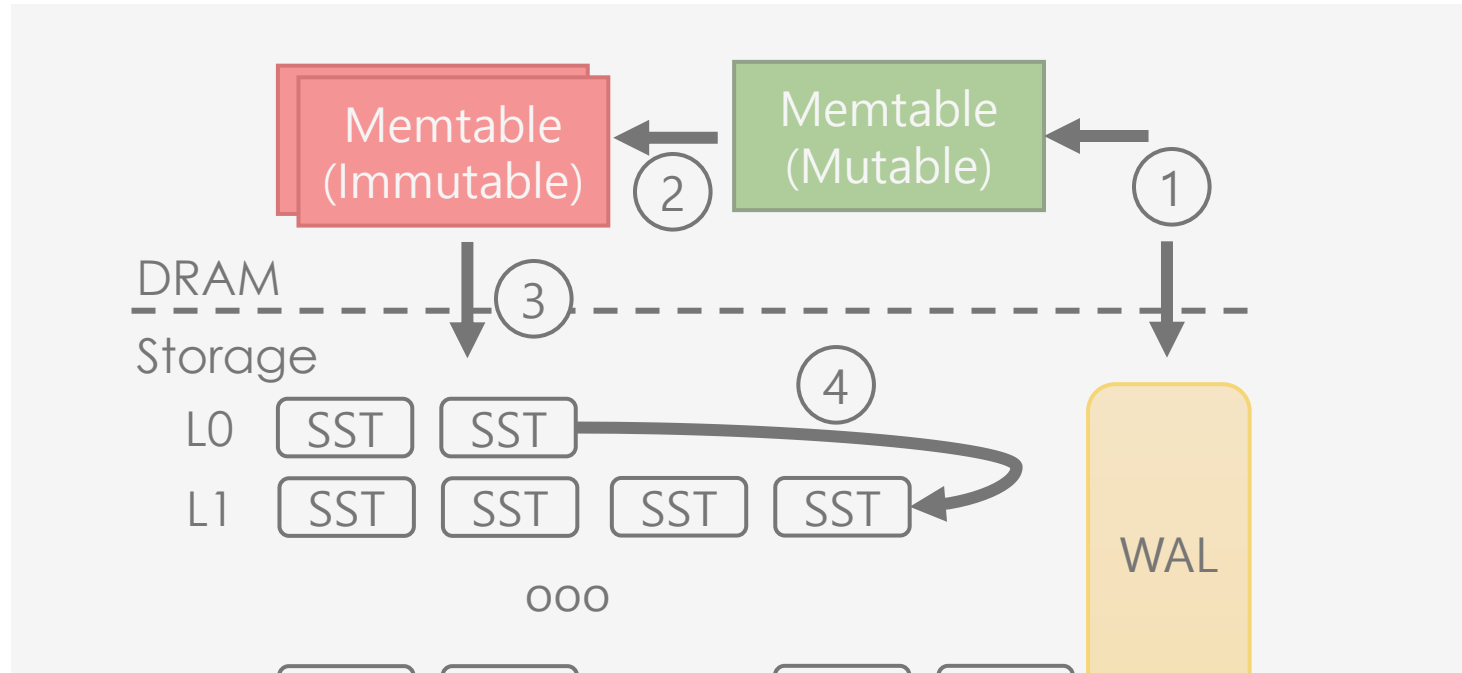 Memtable
(Immutable)
Memtable
(Mutable)
2
1
DRAM
3
Storage
4
L0 SST SST
L1 SST SST SST SST
WAL
ooo